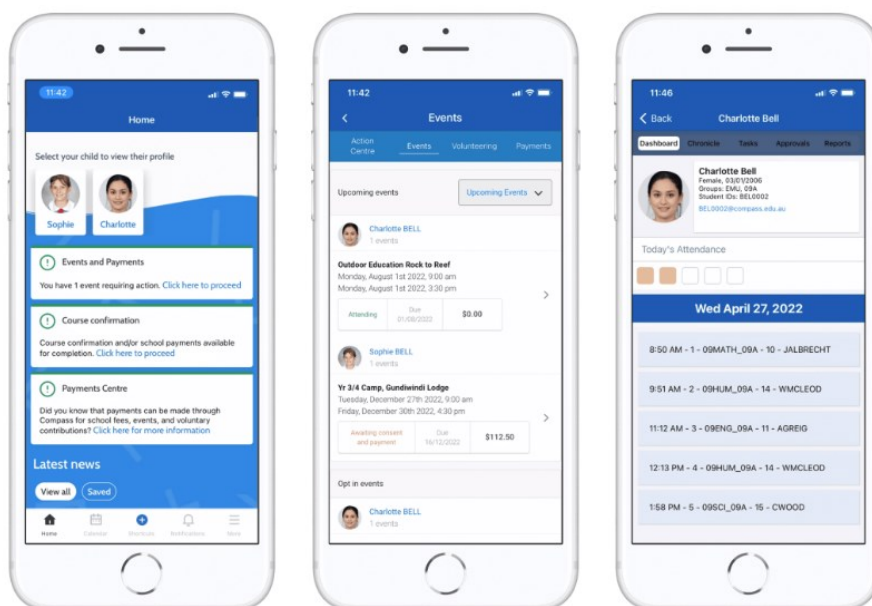 11:42
Home
Select your child to view their profile
Sophie
Charlotte
Events and Payments
You have 1 event requiring action. Click here to proceed
Course confirmation
Course confirmation and/or school payments available
for completion. Click here to proceed
Payments Centre
Did you know that payments can be made through
Compass for school fees, events, and voluntary
contributions? Click here for more information
Latest news
View all
Saved
Home
Calendar
Shortcuts
Notifications
More
11:42
Events
Action
Centre
Events
Volunteering
Payments
Upcoming events
Upcoming Events
Charlotte BELL
1 events
Outdoor Education Rock to Reef
Monday, August 1st 2022, 9:00 am
Monday, August 1st 2022, 3:30 pm
Attending
Due
01/08/2022
$0.00
Sophie BELL
1 events
Yr 3/4 Camp, Gundiwindi Lodge
Tuesday, December 27th 2022, 9:00 am
Friday, December 30th 2022, 4:30 pm
Awaiting consent
and payment
Due
16/12/2022
$112.50
Opt in events
Charlotte BELL
1 events
11:46
Back
Charlotte Bell
Dashboard
Chronicle
Tasks
Approvals
Reports
Charlotte Bell
Female, 03/01/2006
Groups: EMU, 09A
Student IDs: BEL0002
BEL0002@compass.edu.au
Today's Attendance
Wed April 27, 2022
8:50 AM - 1 - 09MATH_09A - 10 - JALBRECHT
9:51 AM - 2 - 09HUM_09A - 14 - WMCLEOD
11:12 AM - 3 - 09ENG_09A - 11 - AGREIG
12:13 PM - 4 - 09HUM_09A - 14 - WMCLEOD
1:58 PM - 5 - 09SCI_09A - 15 - CWOOD